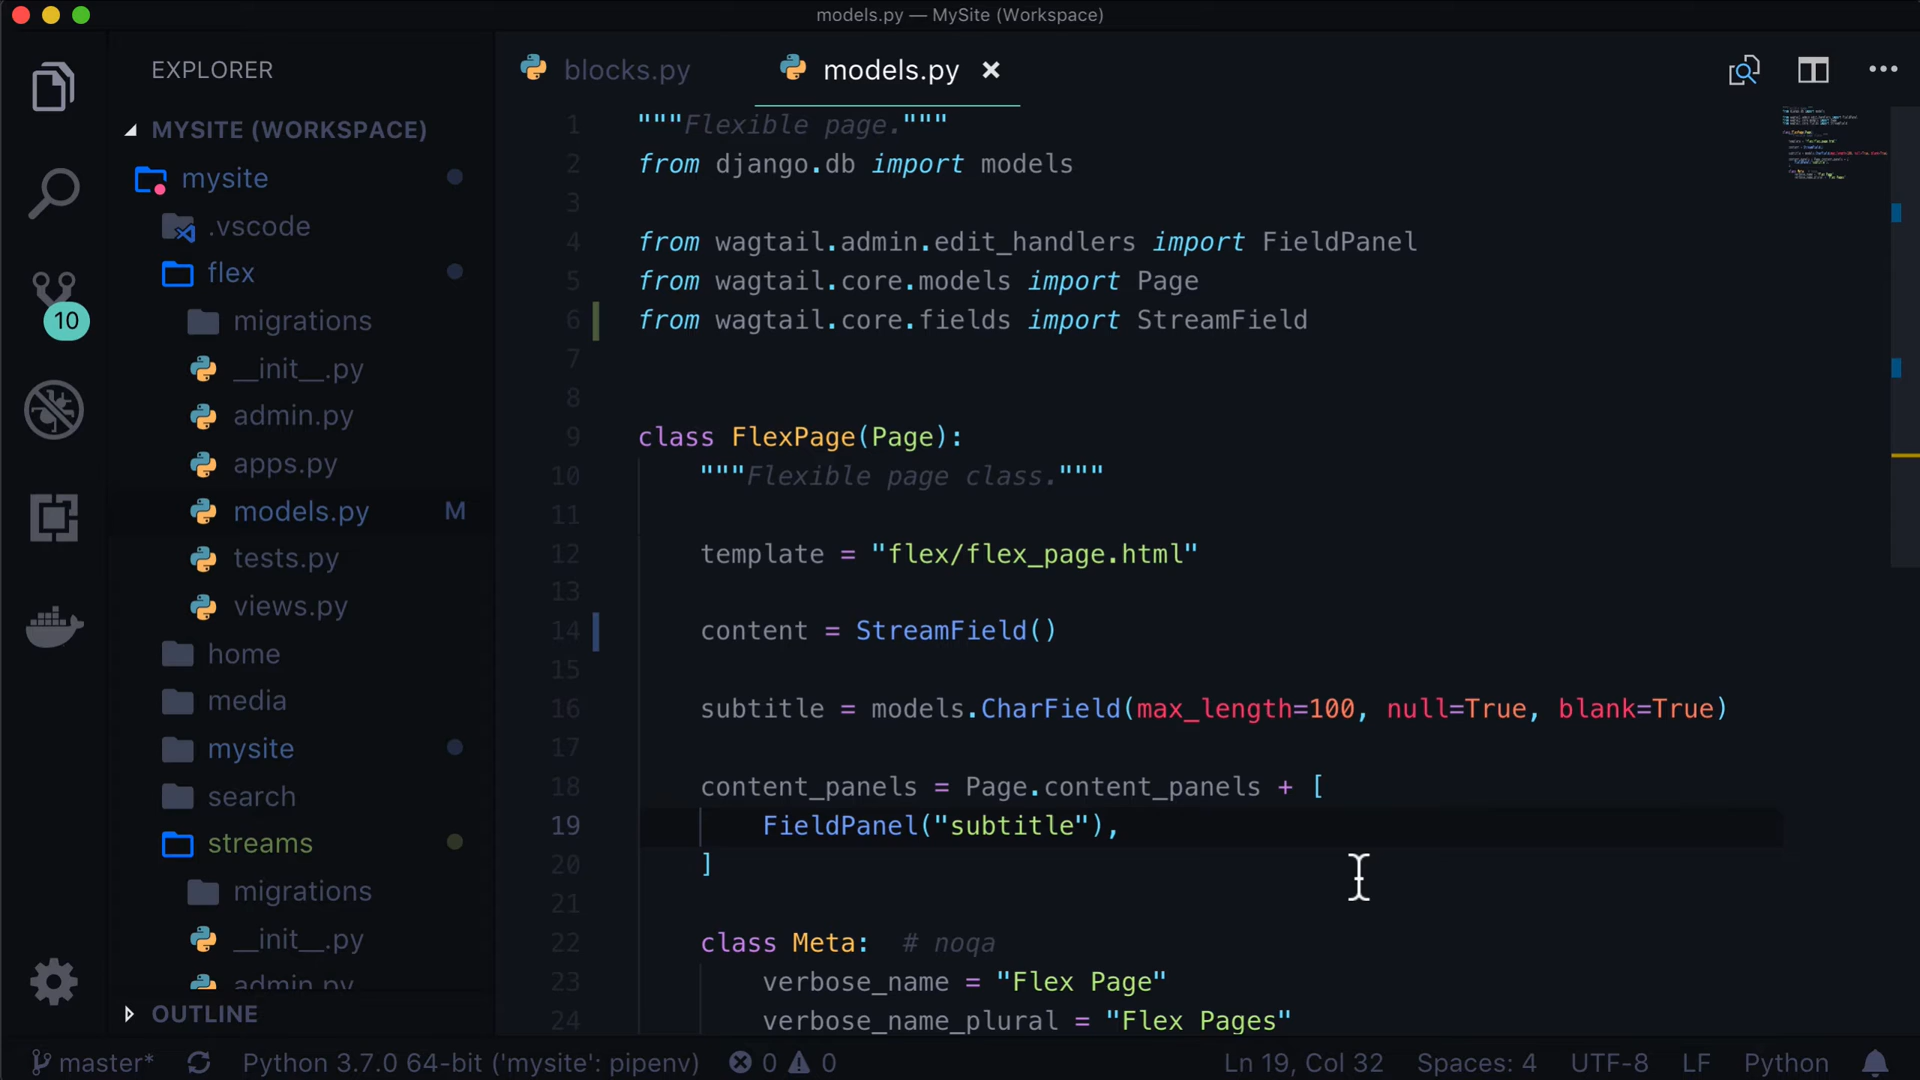 models.py — MySite (Workspace)
EXPLORER
MYSITE (WORKSPACE)
mysite
.vscode
flex
migrations
__init__.py
admin.py
apps.py
models.py M
tests.py
views.py
home
media
mysite
search
streams
migrations
__init__.py
admin.py
OUTLINE
10
blocks.py
models.py
1 """Flexible page."""
2 from django.db import models
3
4 from wagtail.admin.edit_handlers import FieldPanel
5 from wagtail.core.models import Page
6 from wagtail.core.fields import StreamField
7
8
9 class FlexPage(Page):
10 """Flexible page class."""
11
12 template = "flex/flex_page.html"
13
14 content = StreamField()
15
16 subtitle = models.CharField(max_length=100, null=True, blank=True)
17
18 content_panels = Page.content_panels + [
19 FieldPanel("subtitle"),
20 ]
21
22 class Meta:  # noqa
23 verbose_name = "Flex Page"
24 verbose_name_plural = "Flex Pages"
master* Python 3.7.0 64-bit ('mysite': pipenv) 0 0 Ln 19, Col 32 Spaces: 4 UTF-8 LF Python